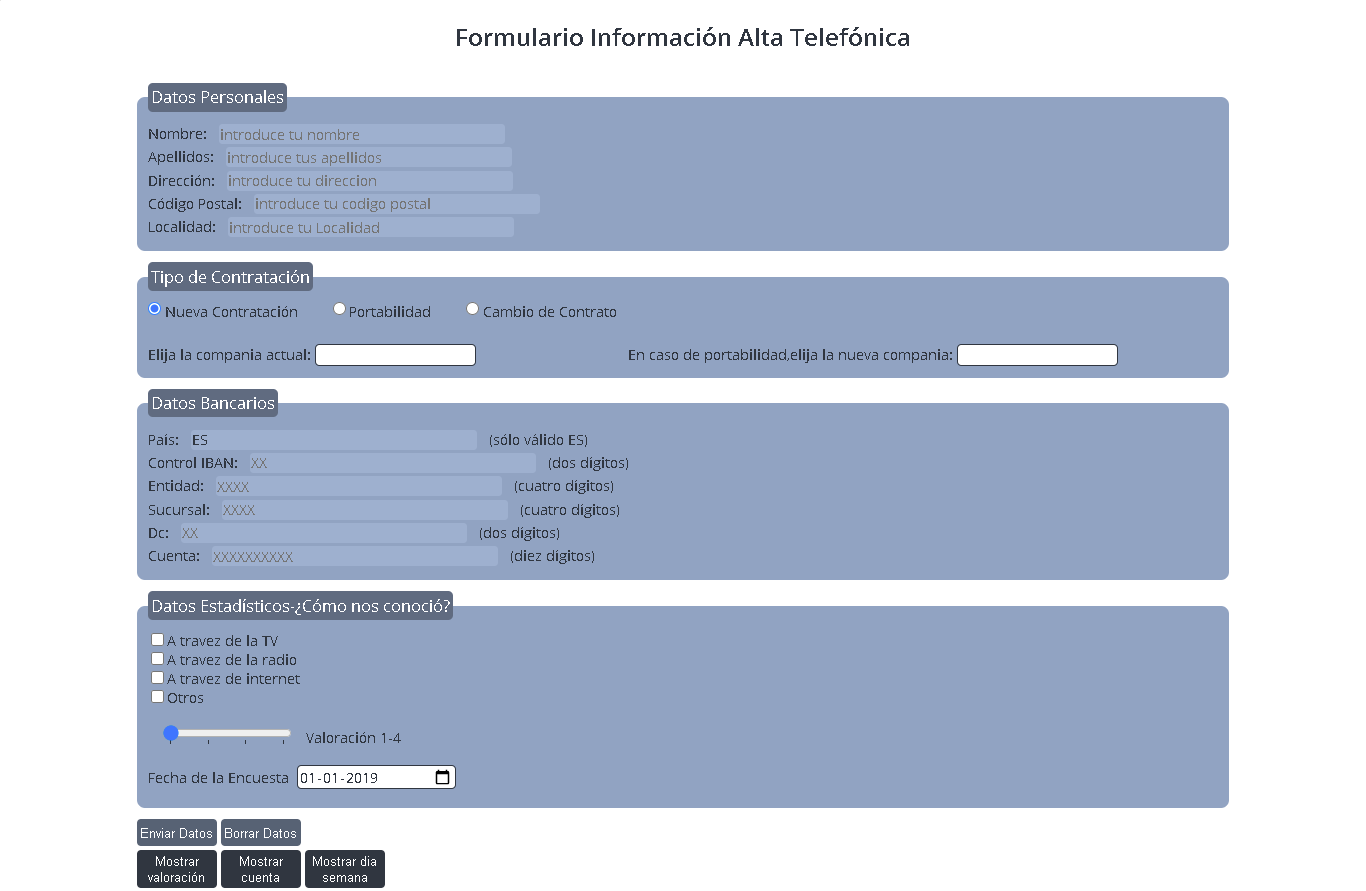 Formulario Información Alta Telefónica
Datos Personales
Nombre: introduce tu nombre
Apellidos: introduce tus apellidos
Dirección: introduce tu direccion
Código Postal: introduce tu codigo postal
Localidad: introduce tu Localidad
Tipo de Contratación
Nueva Contratación Portabilidad Cambio de Contrato
Elija la compania actual: En caso de portabilidad,elija la nueva compania:
Datos Bancarios
País: ES (sólo válido ES)
Control IBAN: XX (dos dígitos)
Entidad: XXXX (cuatro dígitos)
Sucursal: XXXX (cuatro dígitos)
Dc: XX (dos dígitos)
Cuenta: XXXXXXXXXX (diez dígitos)
Datos Estadísticos-¿Cómo nos conoció?
A travez de la TV
A travez de la radio
A travez de internet
Otros
Valoración 1-4
Fecha de la Encuesta 01-01-2019
Enviar Datos Borrar Datos
Mostrar valoración Mostrar cuenta Mostrar dia semana